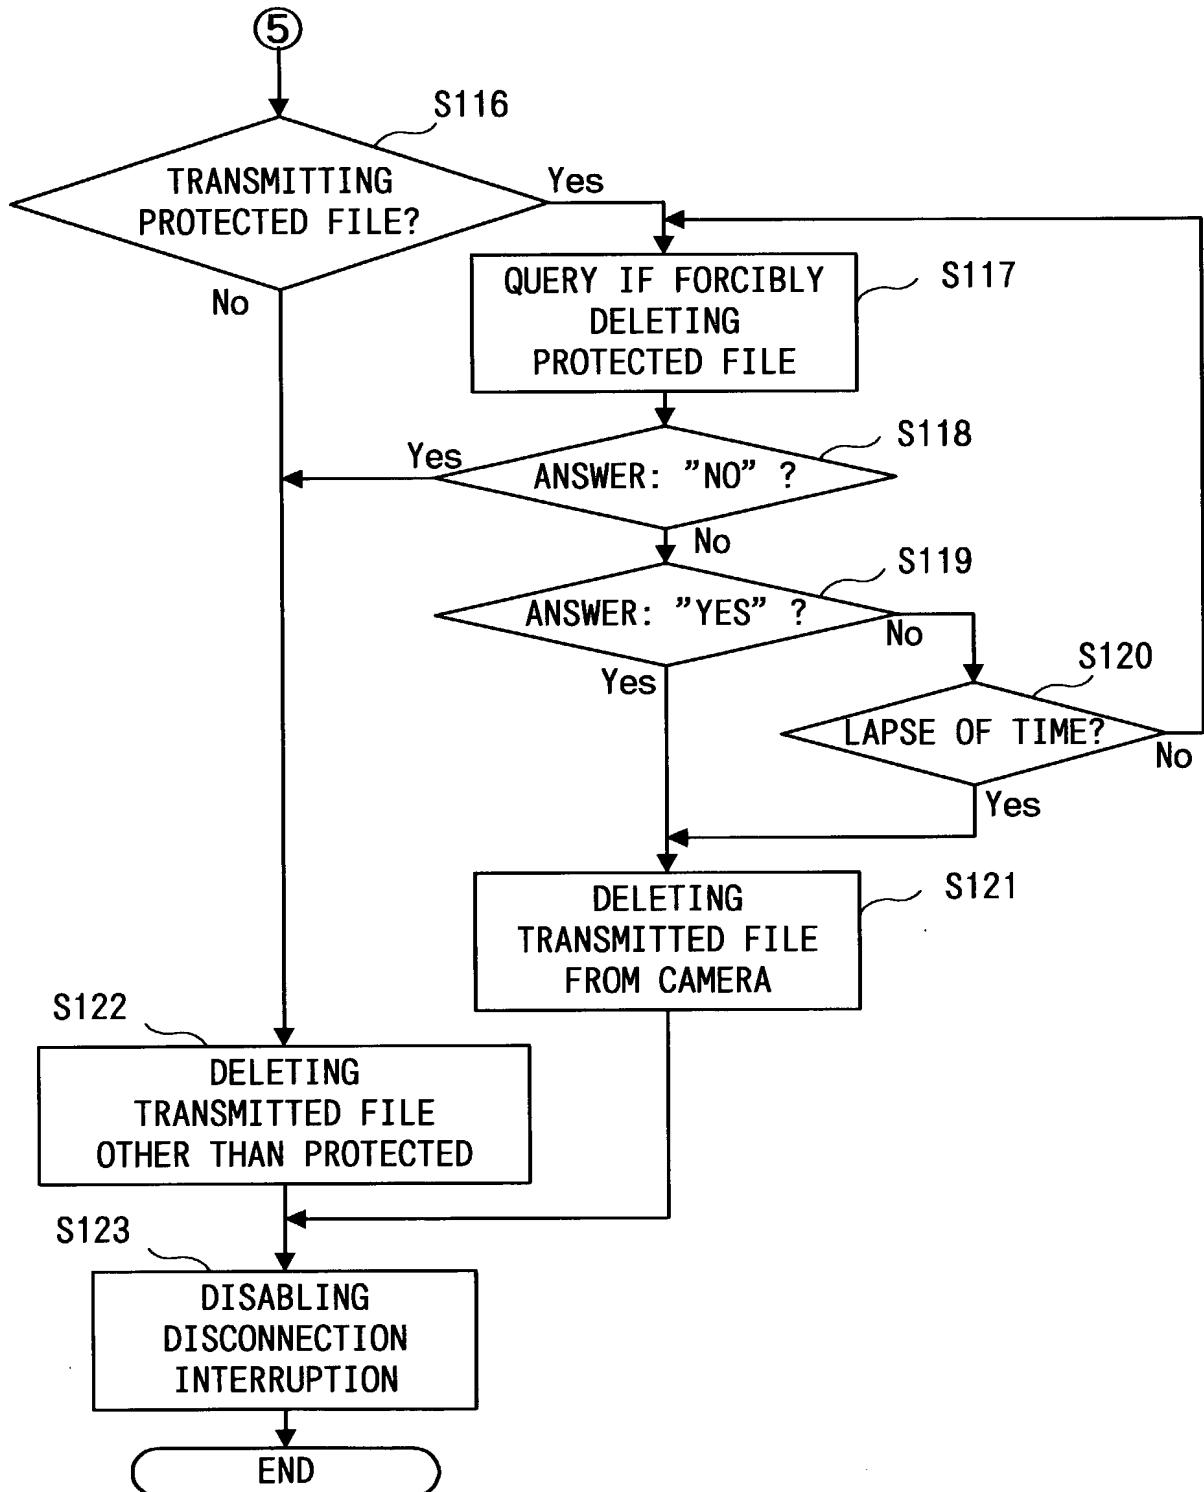 5
S116
TRANSMITTING
PROTECTED FILE?
Yes
No
QUERY IF FORCIBLY
DELETING
PROTECTED FILE
S117
S118
Yes
ANSWER: ”NO” ?
No
S119
ANSWER: ”YES” ?
No
Yes
S120
LAPSE OF TIME?
No
Yes
S121
DELETING
TRANSMITTED FILE
FROM CAMERA
S122
DELETING
TRANSMITTED FILE
OTHER THAN PROTECTED
S123
DISABLING
DISCONNECTION
INTERRUPTION
END